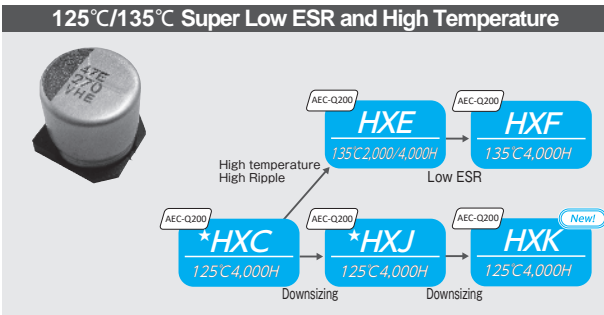 125℃/135℃ Super Low ESR and High Temperature
47E
270
VHE
AEC-Q200
HXE
135℃2,000/4,000H
AEC-Q200
HXF
135℃4,000H
High temperature
High Ripple
Low ESR
AEC-Q200
★HXC
125℃4,000H
AEC-Q200
★HXJ
125℃4,000H
AEC-Q200
New!
HXK
125℃4,000H
Downsizing
Downsizing